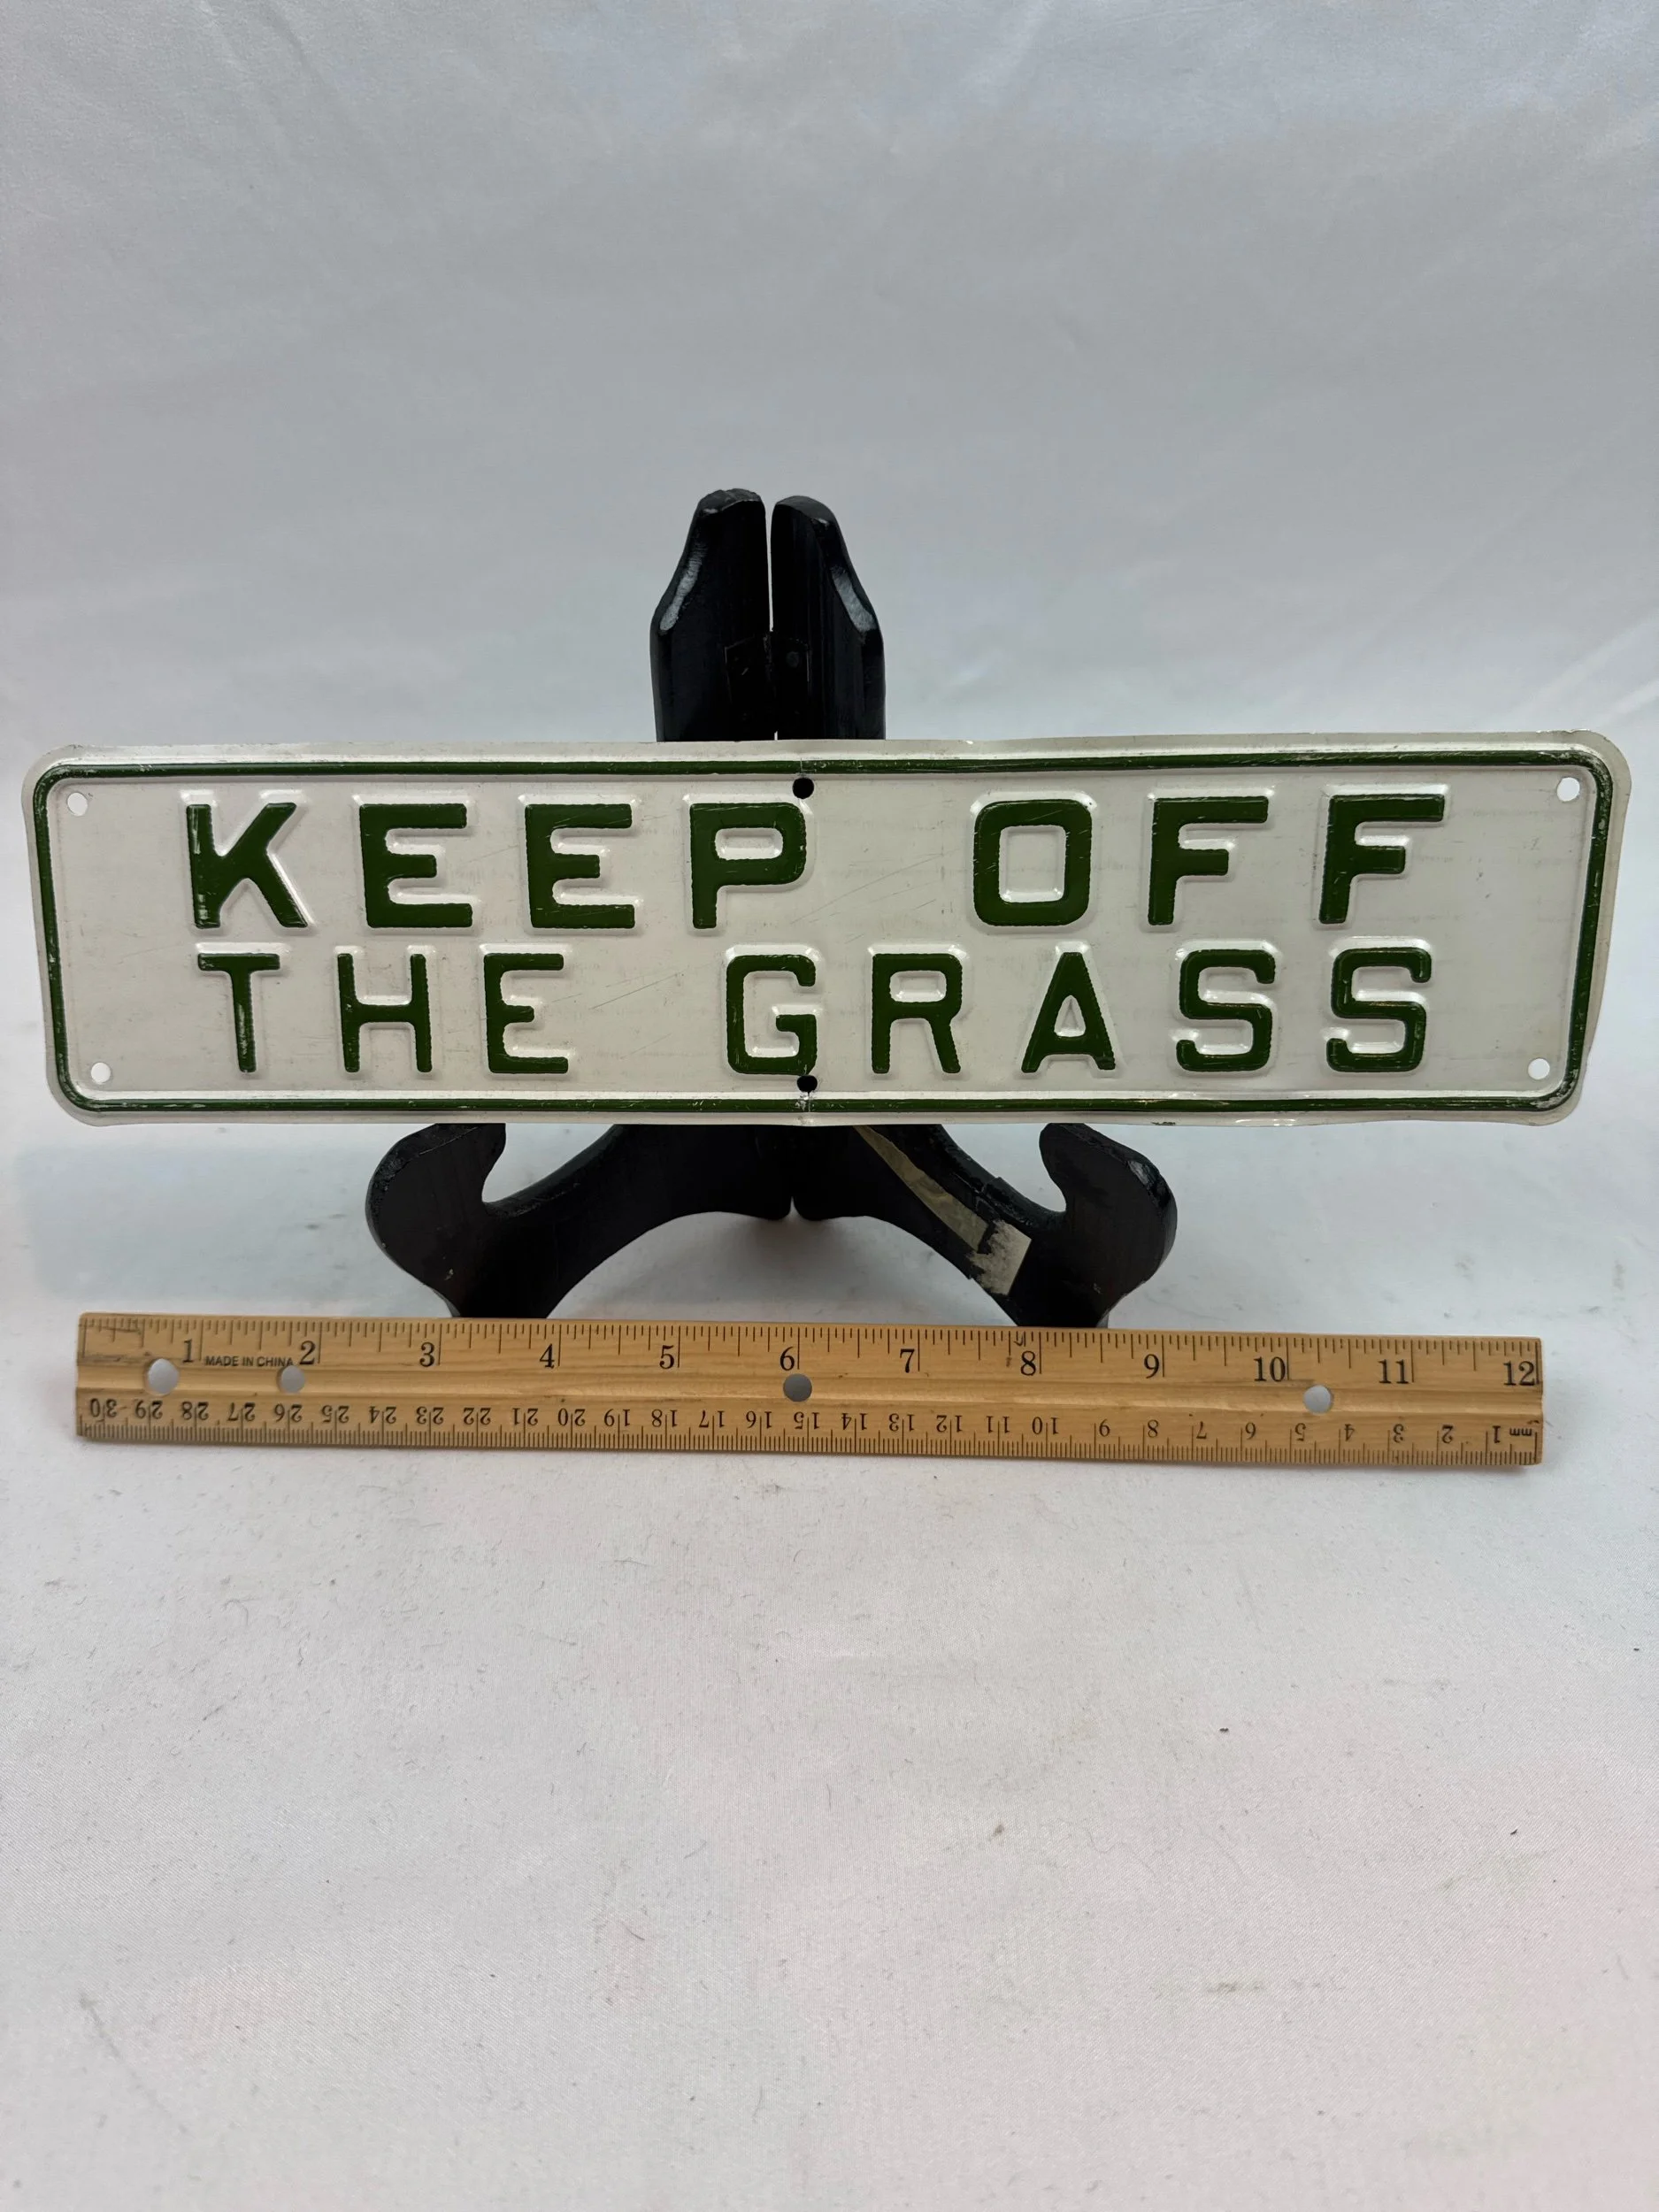 KEEP OFF
THE GRASS
1 MADE IN CHINA 2 3 4 5 6 7 8 9 10 11 12
30 29 28 27 26 25 24 23 22 21 20 19 18 17 16 15 14 13 12 11 10 9 8 7 6 5 4 3 2 1 mm